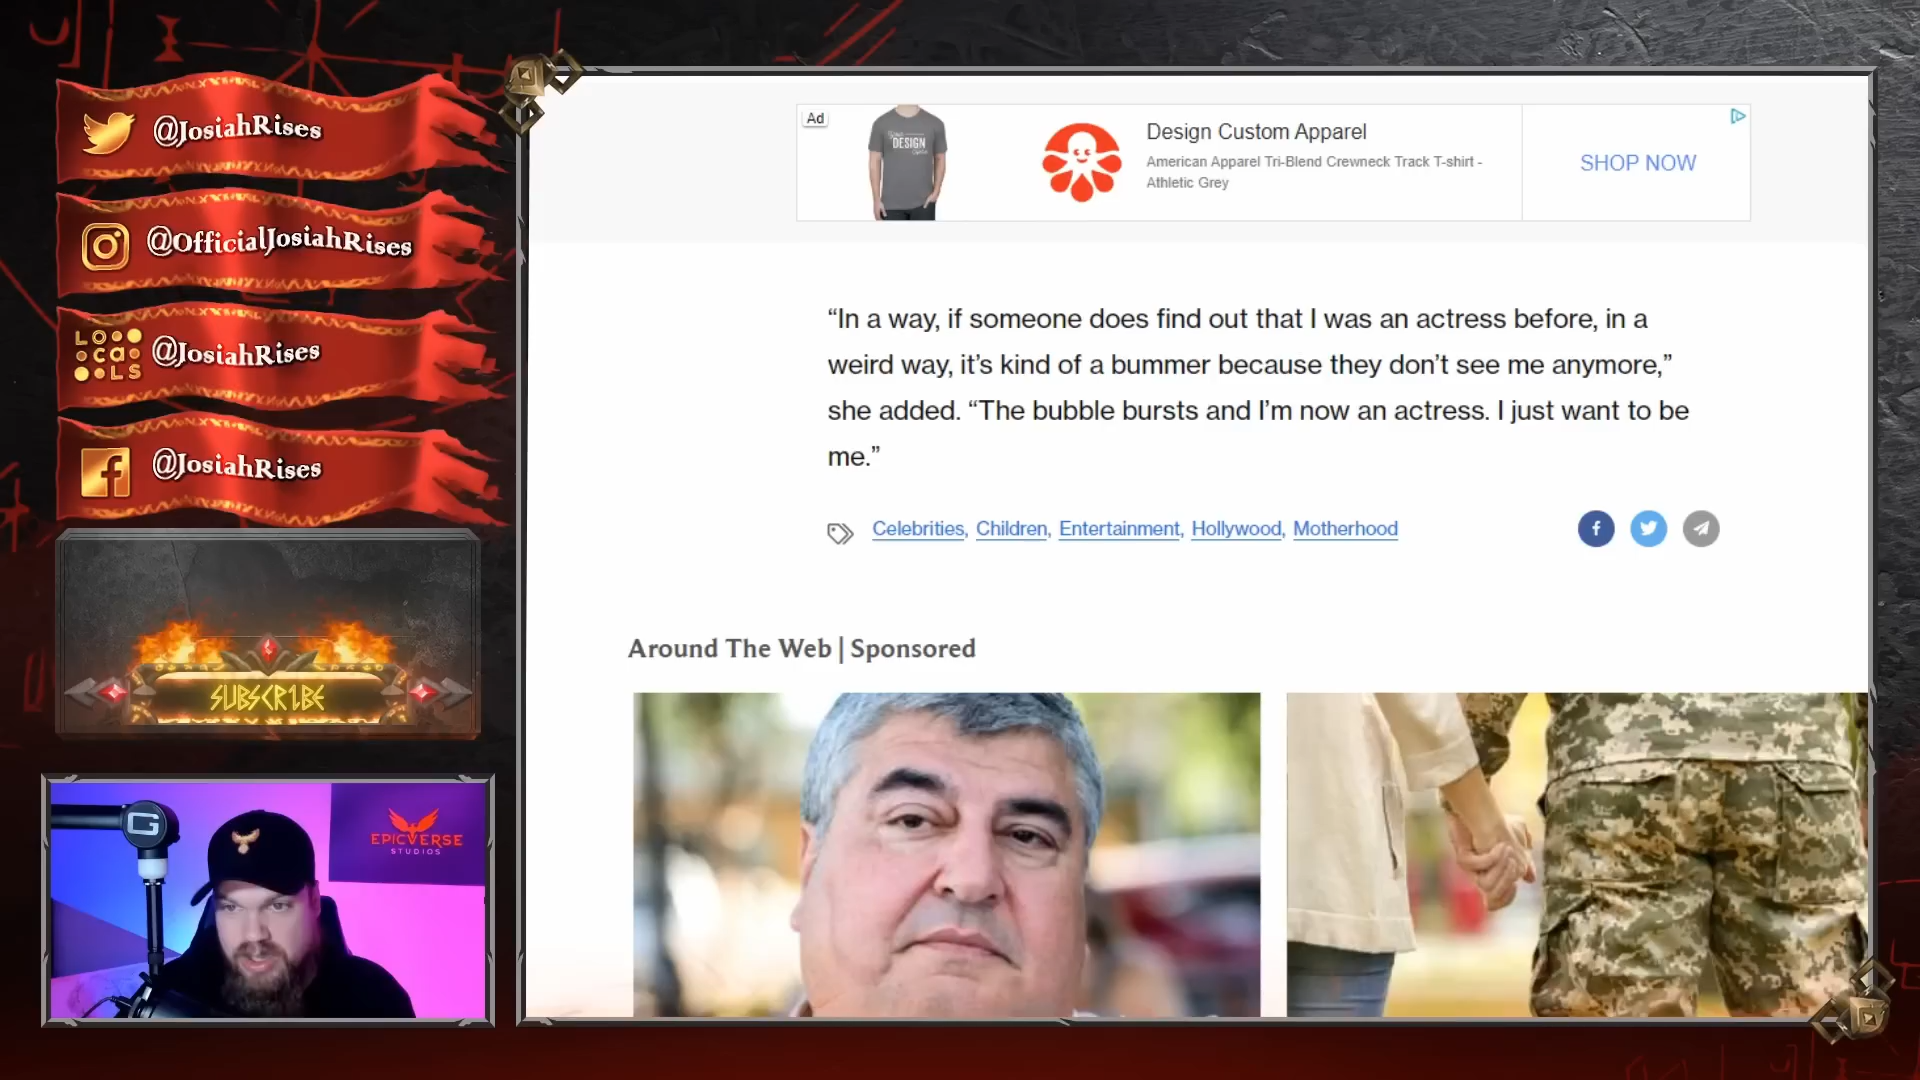 @JosiahRises
@OfficialJosiahRises
LOCALS
@JosiahRises
@JosiahRises
SUBSCRIBE
G
EPICVERSE
STUDIOS
Ad
DESIGN
Design Custom Apparel
American Apparel Tri-Blend Crewneck Track T-shirt -
Athletic Grey
SHOP NOW
“In a way, if someone does find out that I was an actress before, in a
weird way, it’s kind of a bummer because they don’t see me anymore,”
she added. “The bubble bursts and I’m now an actress. I just want to be
me.”
Celebrities, Children, Entertainment, Hollywood, Motherhood
Around The Web | Sponsored